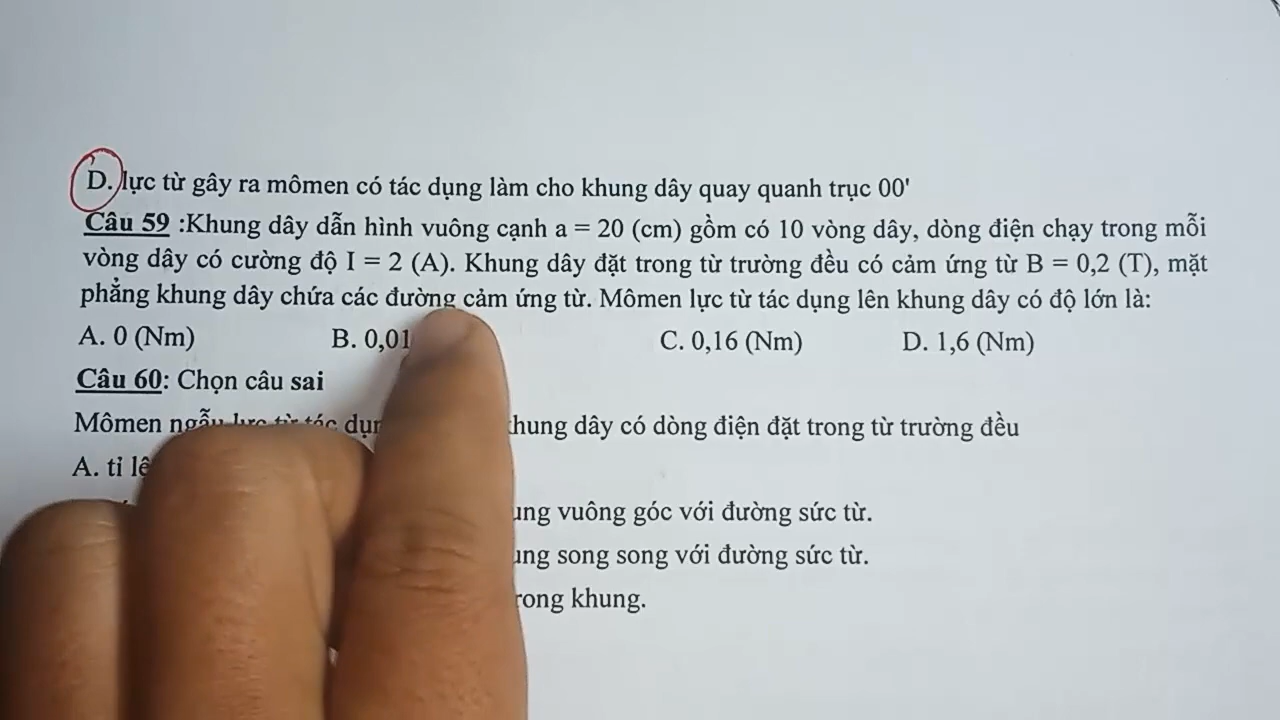 D. lực từ gây ra mômen có tác dụng làm cho khung dây quay quanh trục 00'
Câu 59 :Khung dây dẫn hình vuông cạnh a = 20 (cm) gồm có 10 vòng dây, dòng điện chạy trong mỗi
vòng dây có cường độ I = 2 (A). Khung dây đặt trong từ trường đều có cảm ứng từ B = 0,2 (T), mặt
phẳng khung dây chứa các đường cảm ứng từ. Mômen lực từ tác dụng lên khung dây có độ lớn là:
A. 0 (Nm) B. 0,01 C. 0,16 (Nm) D. 1,6 (Nm)
Câu 60: Chọn câu sai
Mômen ngẫu lực từ tác khung dây có dòng điện đặt trong từ trường đều
A. tỉ lệ
vuông góc với đường sức từ.
song song với đường sức từ.
trong khung.